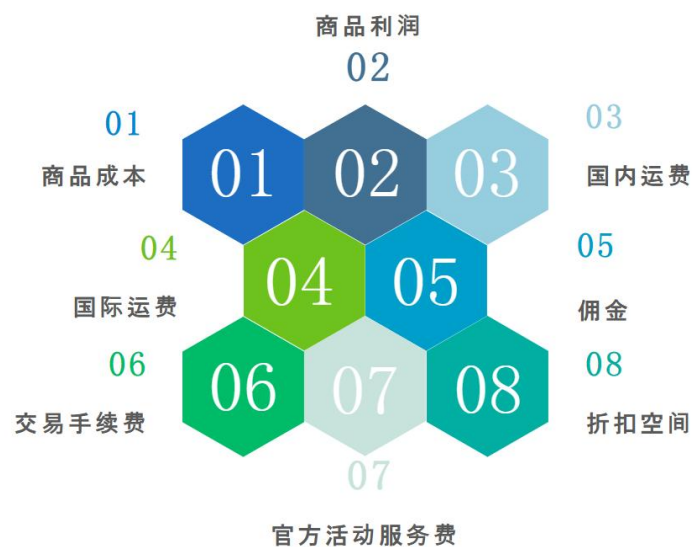 商品利润
02
01
03
01
02
03
商品成本
国内运费
04
05
04
05
国际运费
佣金
06
08
06
07
08
交易手续费
折扣空间
07
官方活动服务费